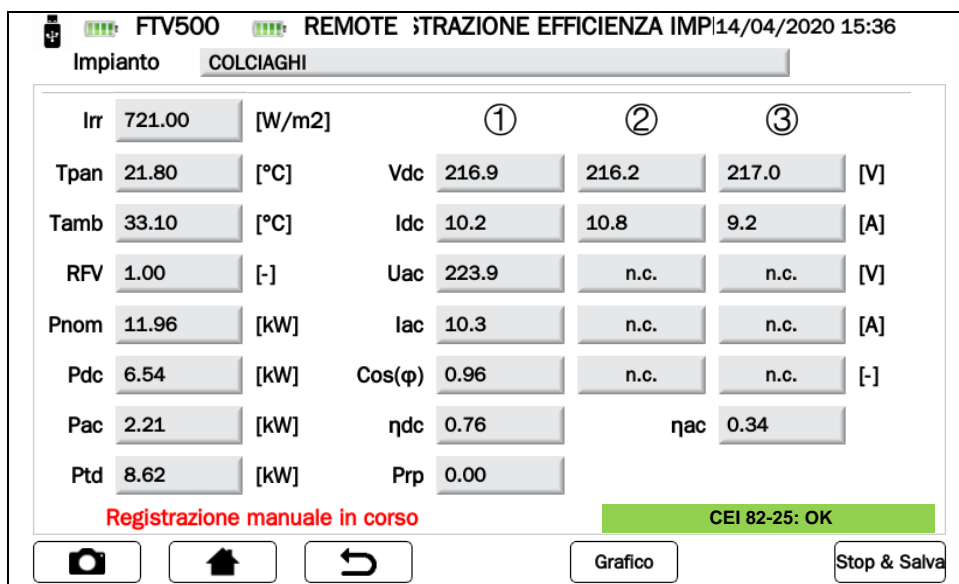 FTV500 REMOTE STRAZIONE EFFICIENZA IMPI 14/04/2020 15:36
Impianto COLCIAGHI
Irr 721.00 [W/m2] ① ② ③
Tpan 21.80 [°C] Vdc 216.9 216.2 217.0 [V]
Tamb 33.10 [°C] Idc 10.2 10.8 9.2 [A]
RFV 1.00 [-] Uac 223.9 n.c. n.c. [V]
Pnom 11.96 [kW] Iac 10.3 n.c. n.c. [A]
Pdc 6.54 [kW] Cos(φ) 0.96 n.c. n.c. [-]
Pac 2.21 [kW] ηdc 0.76 ηac 0.34
Ptd 8.62 [kW] Prp 0.00
Registrazione manuale in corso CEI 82-25: OK
Grafico Stop & Salva